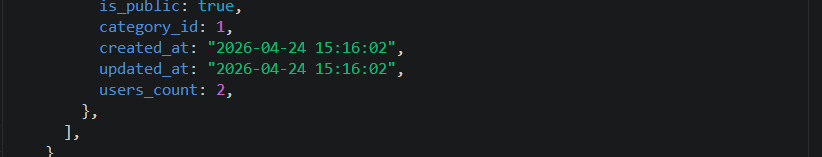 is_public: true,
category_id: 1,
created_at: "2026-04-24 15:16:02",
updated_at: "2026-04-24 15:16:02",
users_count: 2,
},
],
}